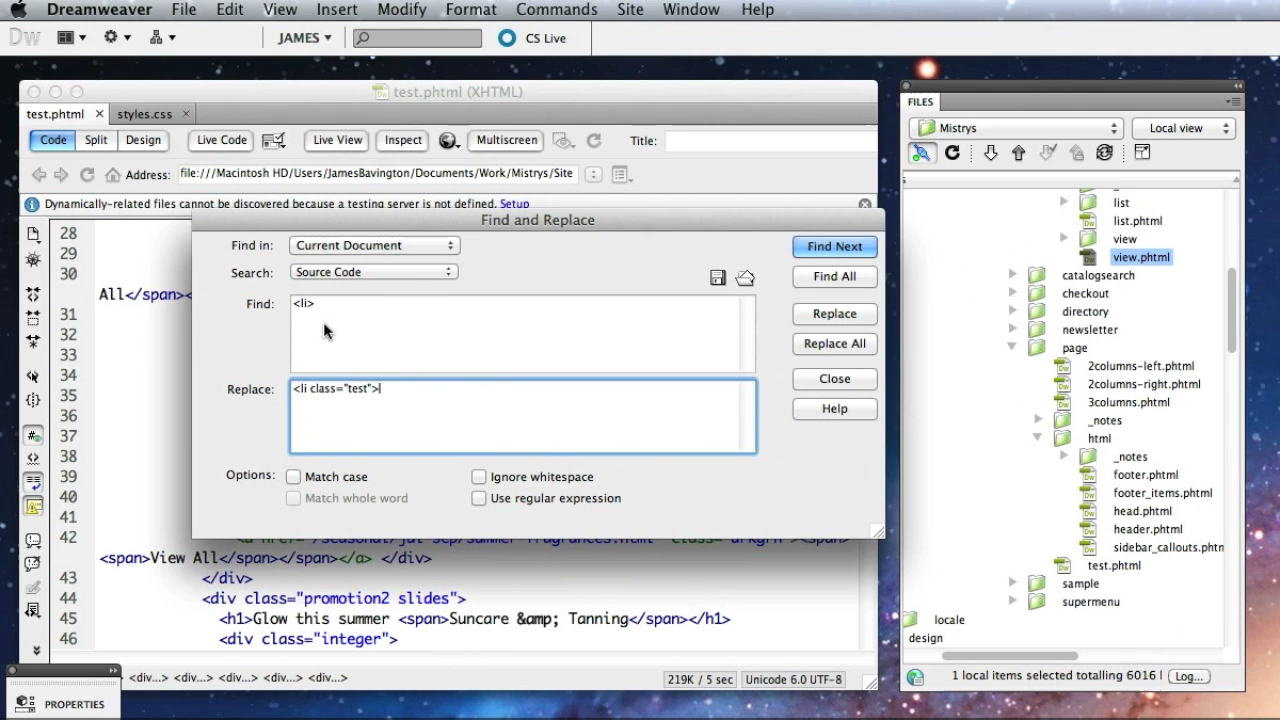 Dreamweaver File Edit View Insert Modify Format Commands Site Window Help
Dw JAMES CS Live
test.phtml (XHTML)
test.phtml styles.css
Code Split Design Live Code Live View Inspect Multiscreen Title:
Address: file:///Macintosh HD/Users/JamesBavington/Documents/Work/Mistrys/Site
Dynamically-related files cannot be discovered because a testing server is not defined. Setup
Find and Replace
Find in: Current Document
Search: Source Code
Find: <li>
Replace: <li class="test">
Options: Match case Ignore whitespace
Match whole word Use regular expression
Find Next
Find All
Replace
Replace All
Close
Help
28
29
30
All</span><
31
32
33
34
35
36
37
38
39
40
41
42
<span>View All</span></span></a> </div>
43 </div>
44 <div class="promotion2 slides">
45 <h1>Glow this summer <span>Suncare &amp; Tanning</span></h1>
46 <div class="integer">
<div...> <div...> <div...> <div...> <div...>
219K / 5 sec Unicode 6.0 UTF-8
PROPERTIES
FILES
Mistrys Local view
list
list.phtml
view
view.phtml
catalogsearch
checkout
directory
newsletter
page
2columns-left.phtml
2columns-right.phtml
3columns.phtml
_notes
html
_notes
footer.phtml
footer_items.phtml
head.phtml
header.phtml
sidebar_callouts.phtn
test.phtml
sample
supermenu
locale
design
1 local items selected totalling 6016 Log...